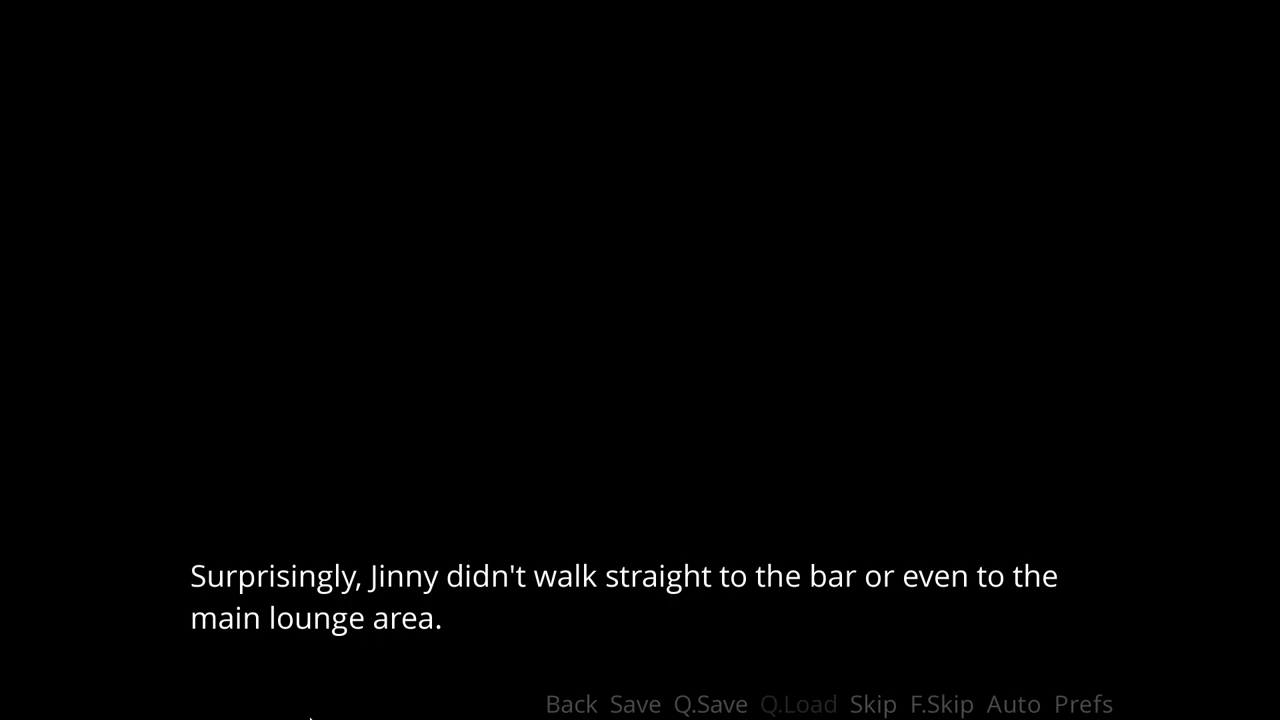 Surprisingly, Jinny didn't walk straight to the bar or even to the
main lounge area.
Back Save Q.Save Q.Load Skip F.Skip Auto Prefs